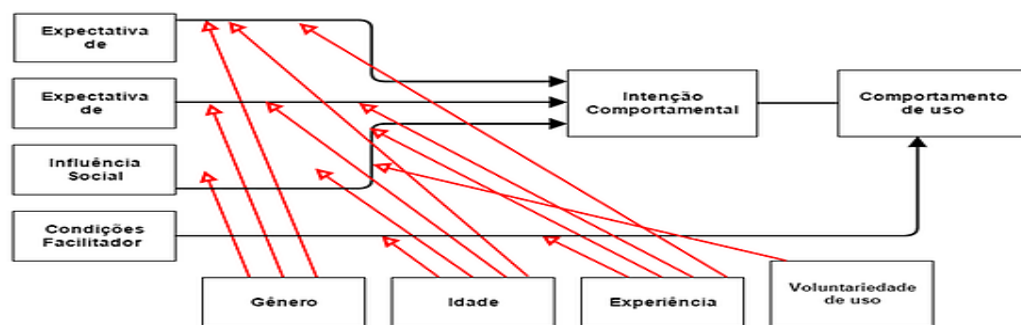 Expectativa
de
Expectativa
de
Influência
Social
Condições
Facilitador
Intenção
Comportamental
Comportamento
de uso
Gênero
Idade
Experiência
Voluntariedade
de uso